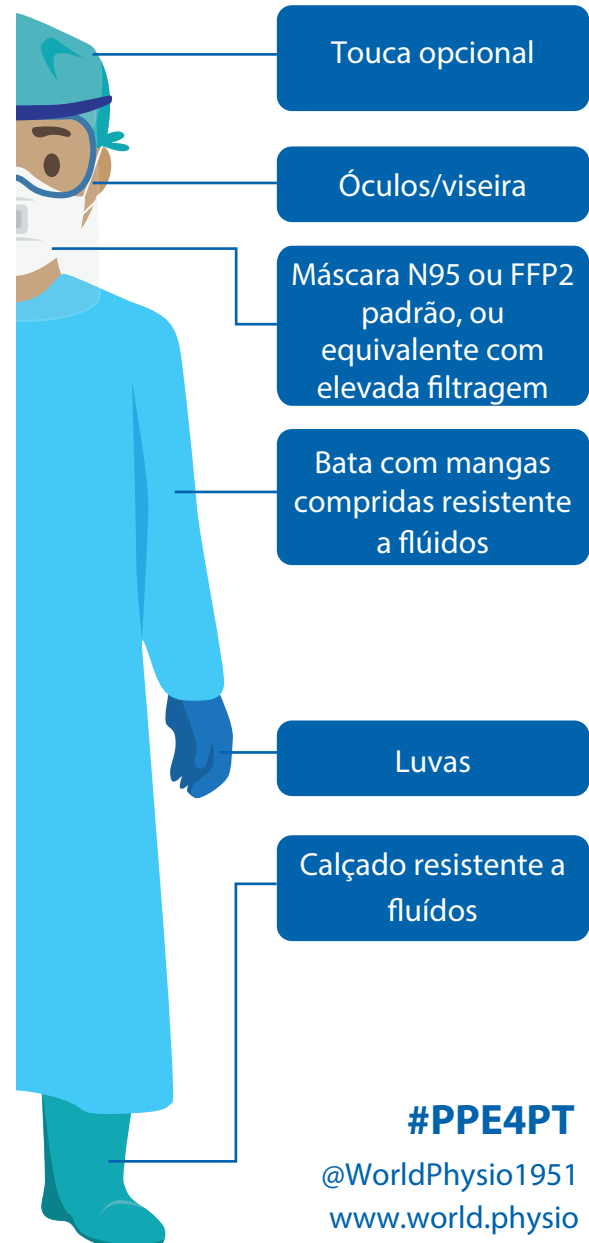 Touca opcional
Óculos/viseira
Máscara N95 ou FFP2
padrão, ou
equivalente com
elevada filtragem
Bata com mangas
compridas resistente
a flúidos
Luvas
Calçado resistente a
fluídos
#PPE4PT
@WorldPhysio1951
www.world.physio